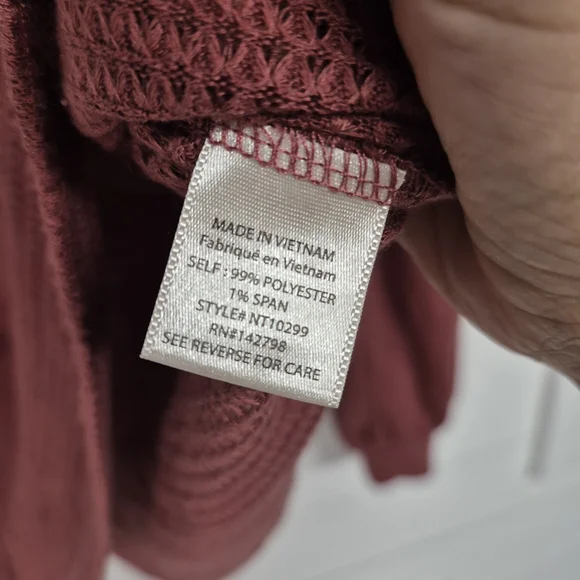 MADE IN VIETNAM
Fabriqué en Vietnam
SELF : 99% POLYESTER
1% SPAN
STYLE# NT10299
RN#142798
SEE REVERSE FOR CARE